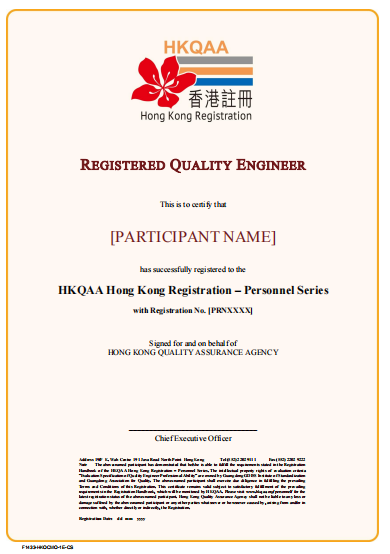 HKQAA
香港註冊
Hong Kong Registration
REGISTERED QUALITY ENGINEER
This is to certify that
[PARTICIPANT NAME]
has successfully registered to the
HKQAA Hong Kong Registration – Personnel Series
with Registration No. [PRNXXXX]
Signed for and on behalf of
HONG KONG QUALITY ASSURANCE AGENCY
Chief Executive Officer
Address 19/F K. Wah Centre 191 Java Road North Point Hong Kong Tel (852) 2202 9111 Fax (852) 2202 9222
Note The above named participant has demonstrated that he/she is able to fulfill the requirements stated in the Registration
Handbook of the HKQAA Hong Kong Registration – Personnel Series. The intellectual property rights of evaluation criteria
"Evaluation Specification of Quality Engineer Professional Ability" are owned by Guangdong Institute of Standardization
and Guangdong Association for Quality. The above named participant shall exercise due diligence in fulfilling the prevailing
Terms and Conditions of this Registration. This certificate remains valid subject to satisfactory fulfillment of the prevailing
requirements in the Registration Handbook, which will be monitored by HKQAA. Please visit www.hkqaa.org/personnel for the
latest registration status of the above named participant. Hong Kong Quality Assurance Agency shall not be liable to any loss or
damage suffered by the above named participant or any other parties whatsoever or howsoever caused by, arising from and/or in
connection with, whether directly or indirectly, the Registration.
Registration Date: dd mm yyyy